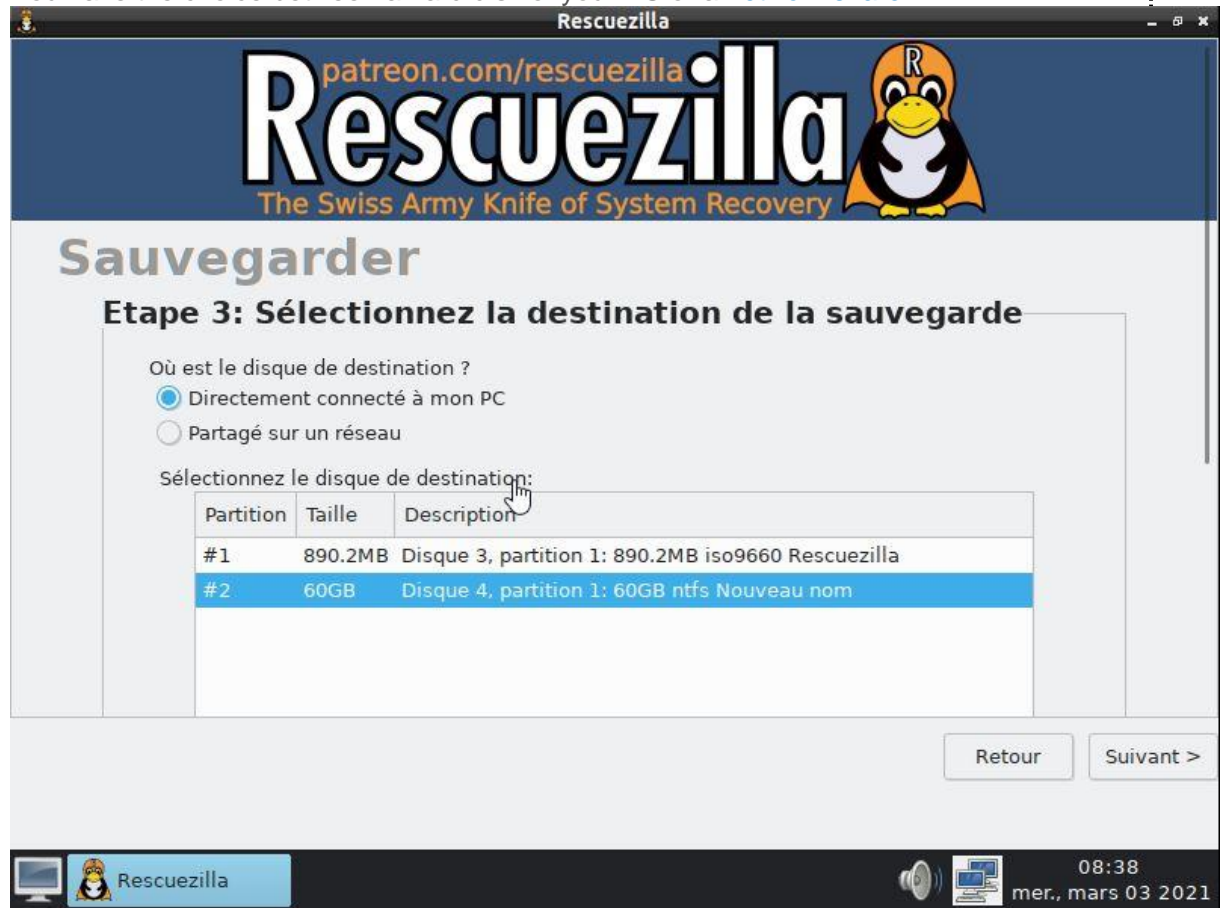 Rescuezilla
patreon.com/rescuezilla
R
Rescuezilla
The Swiss Army Knife of System Recovery
Sauvegarder
Etape 3: Sélectionnez la destination de la sauvegarde
Où est le disque de destination ?
Directement connecté à mon PC
Partagé sur un réseau
Sélectionnez le disque de destination:
Partition Taille Description
#1 890.2MB Disque 3, partition 1: 890.2MB iso9660 Rescuezilla
#2 60GB Disque 4, partition 1: 60GB ntfs Nouveau nom
Retour Suivant >
Rescuezilla
08:38
mer., mars 03 2021